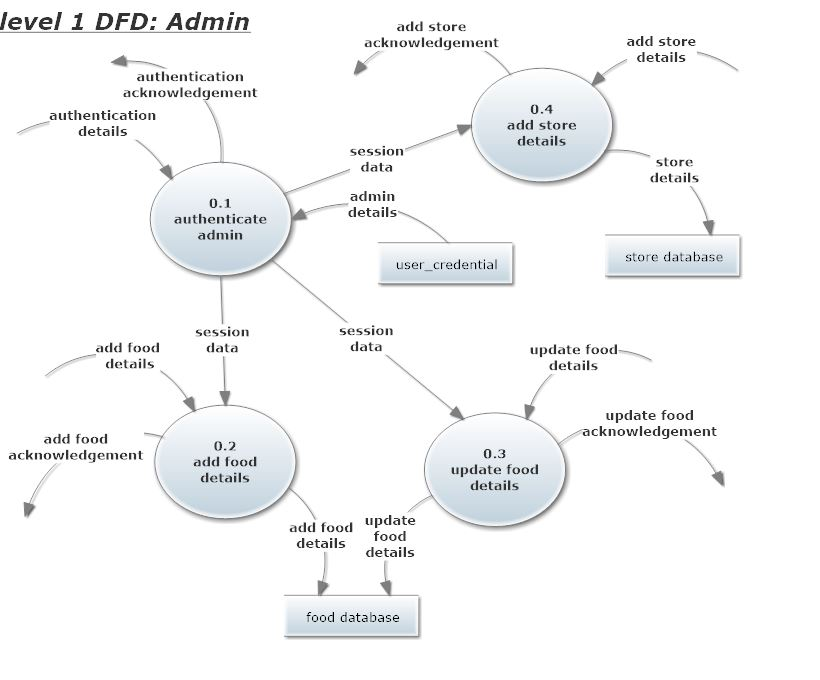 level 1 DFD: Admin
add store
acknowledgement
add store
details
authentication
acknowledgement
authentication
details
0.4
add store
details
session
data
store
details
admin
details
0.1
authenticate
admin
user_credential
store database
session
data
session
data
add food
details
update food
details
add food
acknowledgement
update food
acknowledgement
0.2
add food
details
0.3
update food
details
add food
details
update
food
details
food database